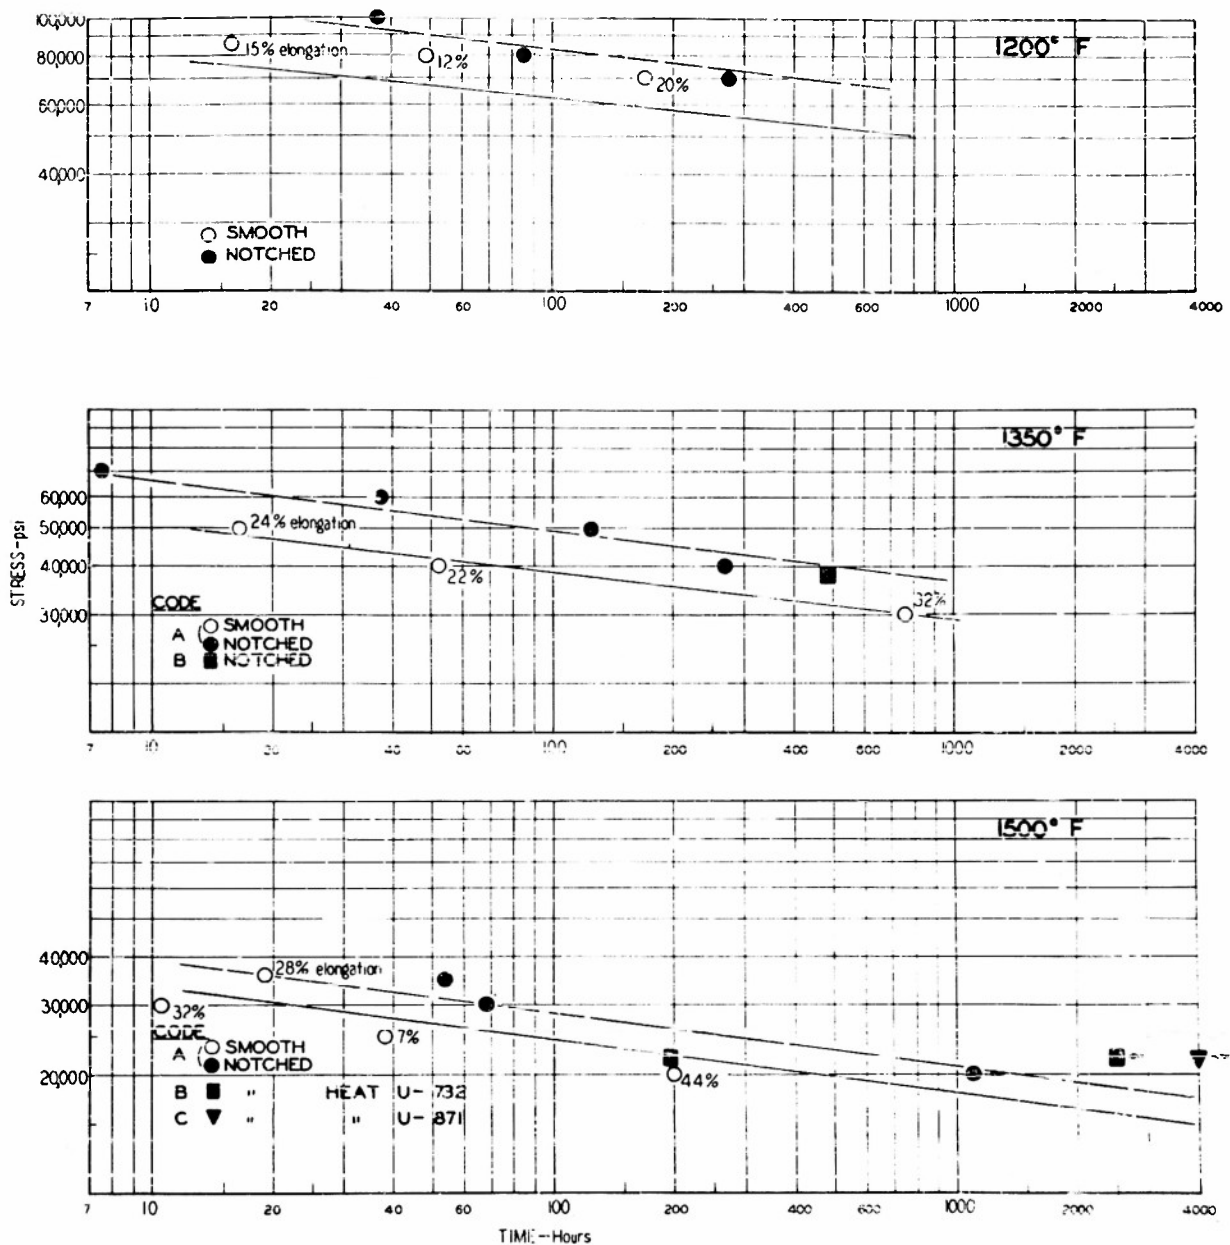 100,000
1200° F
15% elongation
80,000
12%
20%
60,000
40,000
SMOOTH
NOTCHED
7 10 20 40 60 100 200 400 600 1000 2000 4000
1350° F
60,000
24% elongation
50,000
40,000
22%
32%
STRESS-psi
CODE
30,000
A SMOOTH
NOTCHED
B NOTCHED
7 10 20 40 60 100 200 400 600 1000 2000 4000
1500° F
40,000
28% elongation
30,000
32%
CODE
7%
A SMOOTH
NOTCHED
20,000
44%
B " HEAT U-732
C " " U-871
7 10 20 40 60 100 200 400 600 1000 2000 4000
TIME--Hours